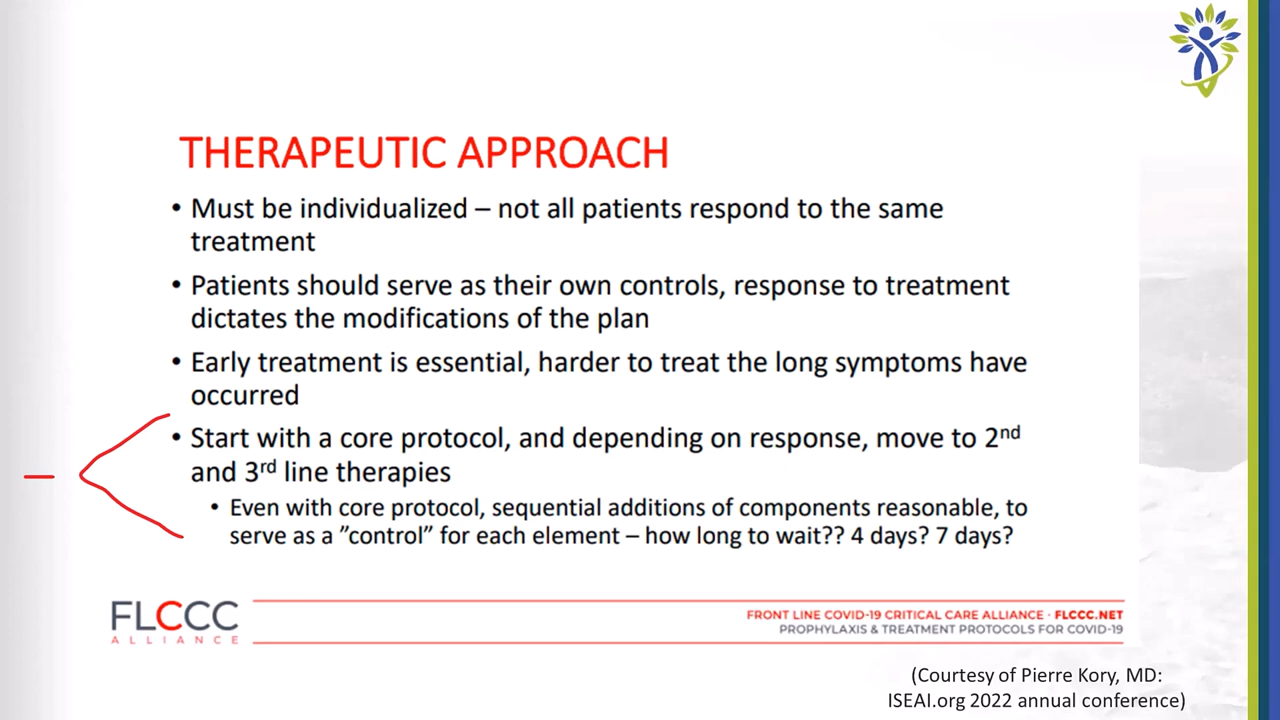 THERAPEUTIC APPROACH
• Must be individualized – not all patients respond to the same
treatment
• Patients should serve as their own controls, response to treatment
dictates the modifications of the plan
• Early treatment is essential, harder to treat the long symptoms have
occurred
• Start with a core protocol, and depending on response, move to 2nd
and 3rd line therapies
• Even with core protocol, sequential additions of components reasonable, to
serve as a ”control” for each element – how long to wait?? 4 days? 7 days?
FLCCC
ALLIANCE
FRONT LINE COVID-19 CRITICAL CARE ALLIANCE · FLCCC.NET
PROPHYLAXIS & TREATMENT PROTOCOLS FOR COVID-19
(Courtesy of Pierre Kory, MD:
ISEAI.org 2022 annual conference)